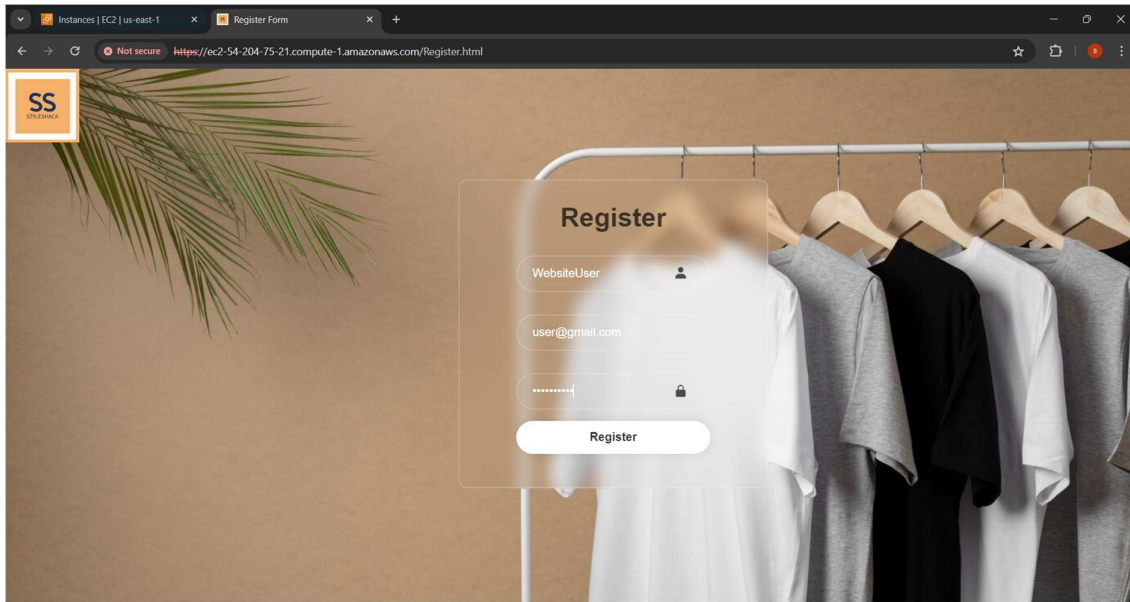 Instances | EC2 | us-east-1
Register Form
Not secure
https://ec2-54-204-75-21.compute-1.amazonaws.com/Register.html
S
SS
STYLESHACK
Register
WebsiteUser
user@gmail.com
••••••••••
Register